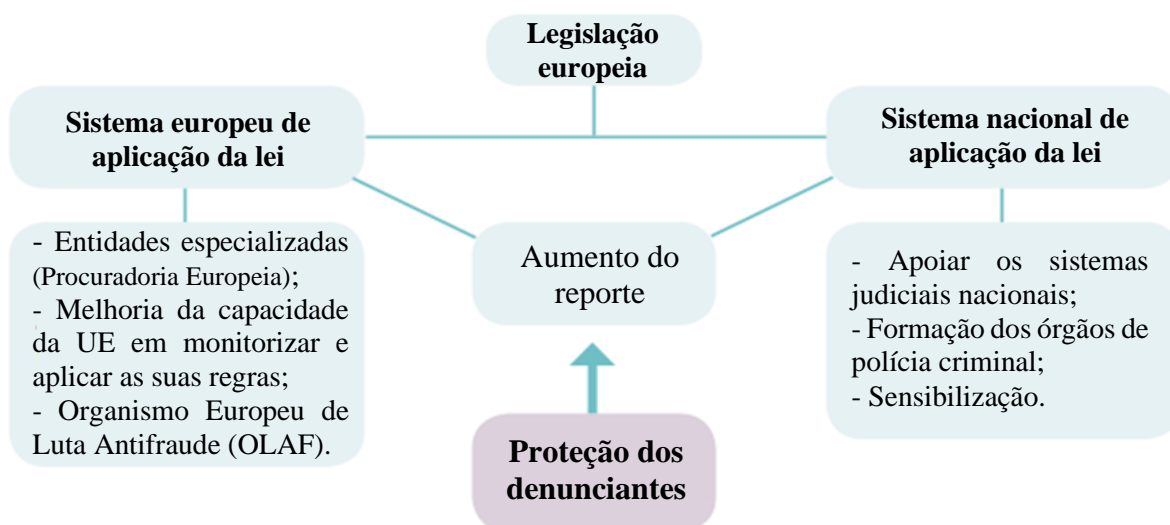 Legislação
europeia
Sistema europeu de
aplicação da lei
Sistema nacional de
aplicação da lei
- Entidades especializadas
(Procuradoria Europeia);
- Melhoria da capacidade
da UE em monitorizar e
aplicar as suas regras;
- Organismo Europeu de
Luta Antifraude (OLAF).
Aumento do
reporte
- Apoiar os sistemas
judiciais nacionais;
- Formação dos órgãos de
polícia criminal;
- Sensibilização.
Proteção dos
denunciantes